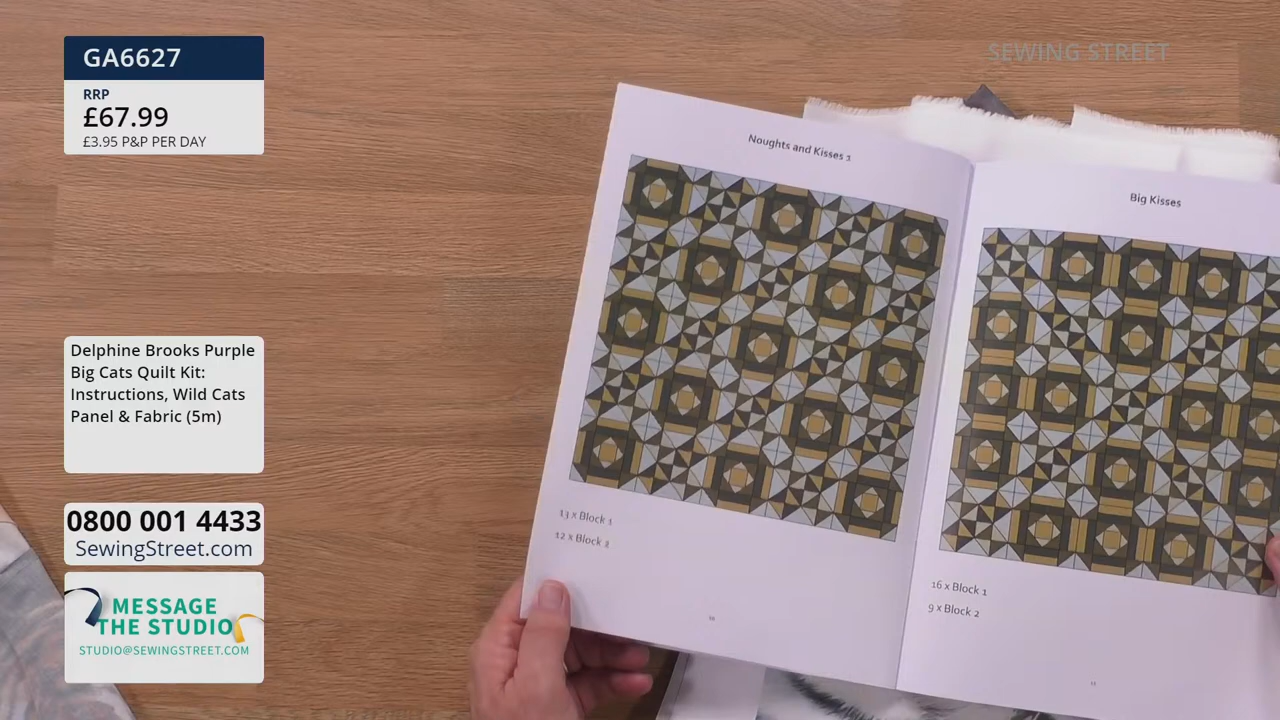 GA6627
RRP
£67.99
£3.95 P&P PER DAY
SEWING STREET
Noughts and Kisses 1
Big Kisses
13 x Block 1
12 x Block 2
16 x Block 1
9 x Block 2
Delphine Brooks Purple
Big Cats Quilt Kit:
Instructions, Wild Cats
Panel & Fabric (5m)
0800 001 4433
SewingStreet.com
MESSAGE
THE STUDIO
STUDIO@SEWINGSTREET.COM